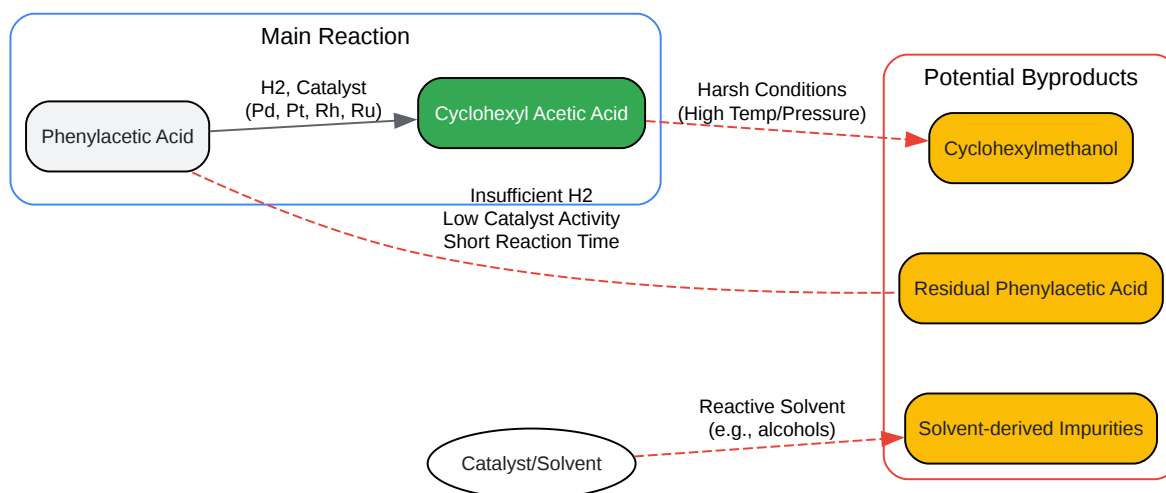 Main Reaction
H2, Catalyst
(Pd, Pt, Rh, Ru)
Phenylacetic Acid
Cyclohexyl Acetic Acid
Harsh Conditions
(High Temp/Pressure)
Insufficient H2
Low Catalyst Activity
Short Reaction Time
Potential Byproducts
Cyclohexylmethanol
Residual Phenylacetic Acid
Reactive Solvent
(e.g., alcohols)
Solvent-derived Impurities
Catalyst/Solvent